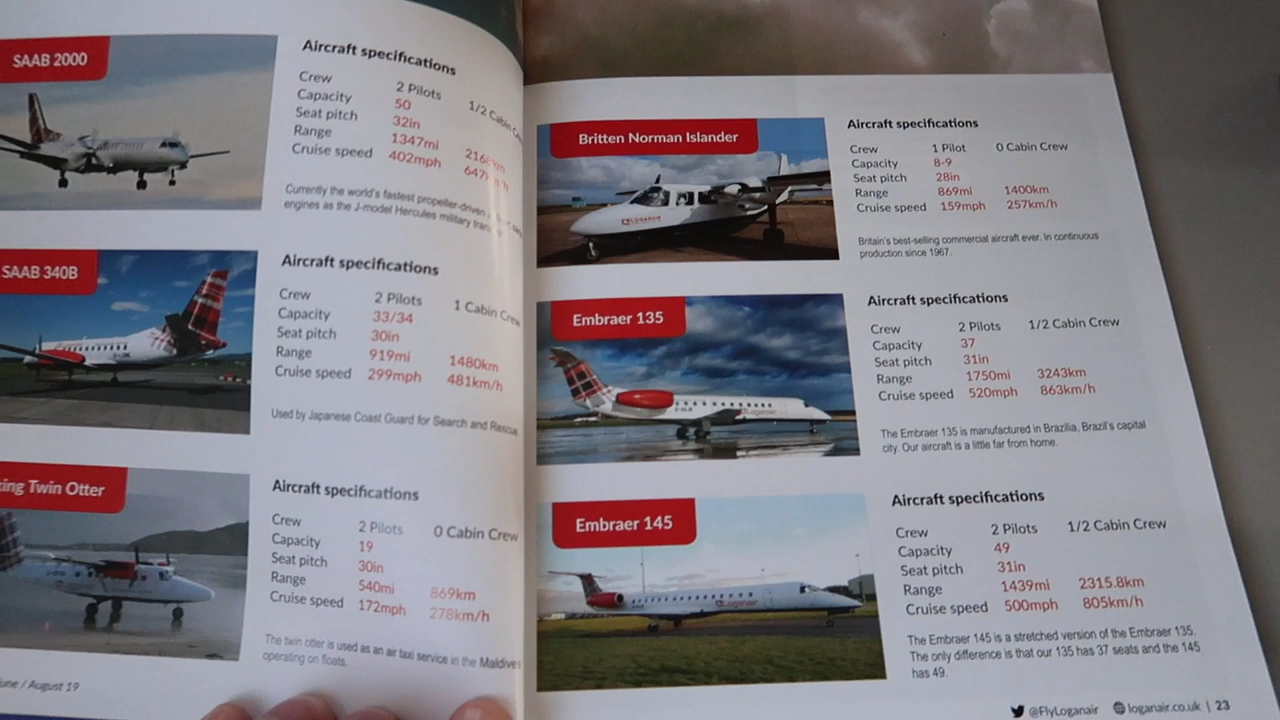 SAAB 2000
Aircraft specifications
Crew 2 Pilots 1/2 Cabin
Capacity 50
Seat pitch 32in
Range 1347mi
Cruise speed 402mph
Currently the world's fastest propeller-driven
engines as the J-model Hercules military
SAAB 340B
Aircraft specifications
Crew 2 Pilots 1 Cabin Crew
Capacity 33/34
Seat pitch 30in
Range 919mi 1480km
Cruise speed 299mph 481km/h
Used by Japanese Coast Guard for Search and Rescue
Twin Otter
Aircraft specifications
Crew 2 Pilots 0 Cabin Crew
Capacity 19
Seat pitch 30in
Range 540mi 869km
Cruise speed 172mph 278km/h
The twin otter is used as an air taxi service in the Maldives
operating on floats.
/ August 19
Britten Norman Islander
LOGANAIR
Aircraft specifications
Crew 1 Pilot 0 Cabin Crew
Capacity 8-9
Seat pitch 28in
Range 869mi 1400km
Cruise speed 159mph 257km/h
Britain's best-selling commercial aircraft ever. In continuous
production since 1967.
Embraer 135
Loganair
Aircraft specifications
Crew 2 Pilots 1/2 Cabin Crew
Capacity 37
Seat pitch 31in
Range 1750mi 3243km
Cruise speed 520mph 863km/h
The Embraer 135 is manufactured in Brazilia, Brazil's capital
city. Our aircraft is a little far from home.
Embraer 145
Loganair
Aircraft specifications
Crew 2 Pilots 1/2 Cabin Crew
Capacity 49
Seat pitch 31in
Range 1439mi 2315.8km
Cruise speed 500mph 805km/h
The Embraer 145 is a stretched version of the Embraer 135.
The only difference is that our 135 has 37 seats and the 145
has 49.
@FlyLoganair loganair.co.uk | 23